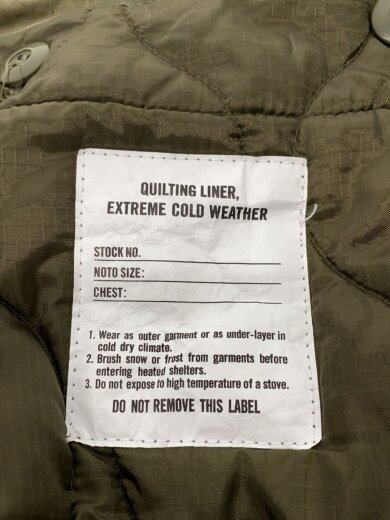 QUILTING LINER,
EXTREME COLD WEATHER
STOCK NO.
NOTO SIZE:
CHEST:
1. Wear as outer garment or as under-layer in
cold dry climate.
2. Brush snow or frost from garments before
entering heated shelters.
3. Do not expose to high temperature of a stove.
DO NOT REMOVE THIS LABEL